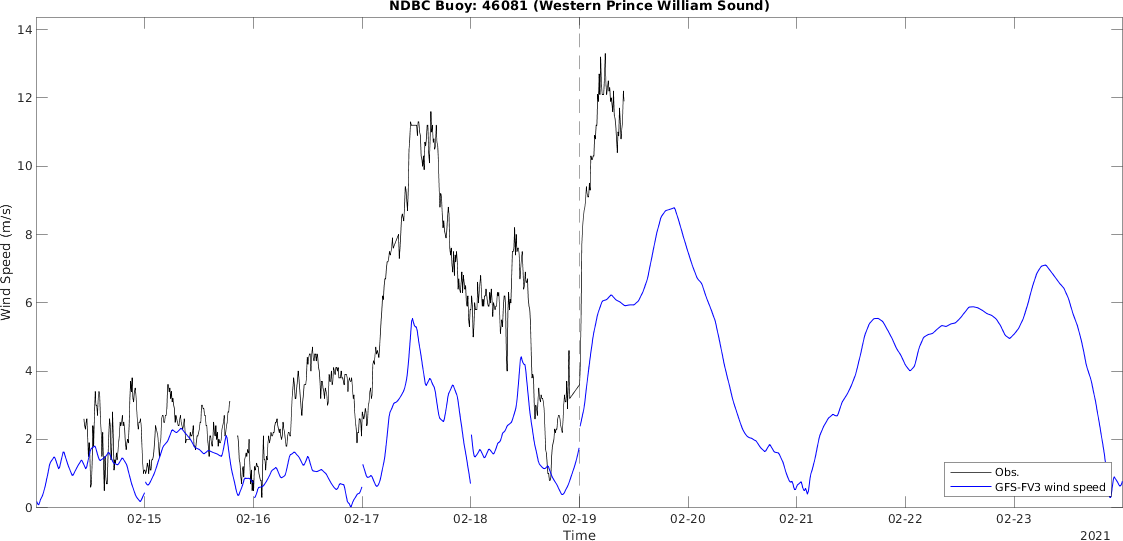 NDBC Buoy: 46081 (Western Prince William Sound)
14
12
10
8
6
4
2
0
Wind Speed (m/s)
02-15 02-16 02-17 02-18 02-19 02-20 02-21 02-22 02-23
Time
2021
Obs.
GFS-FV3 wind speed